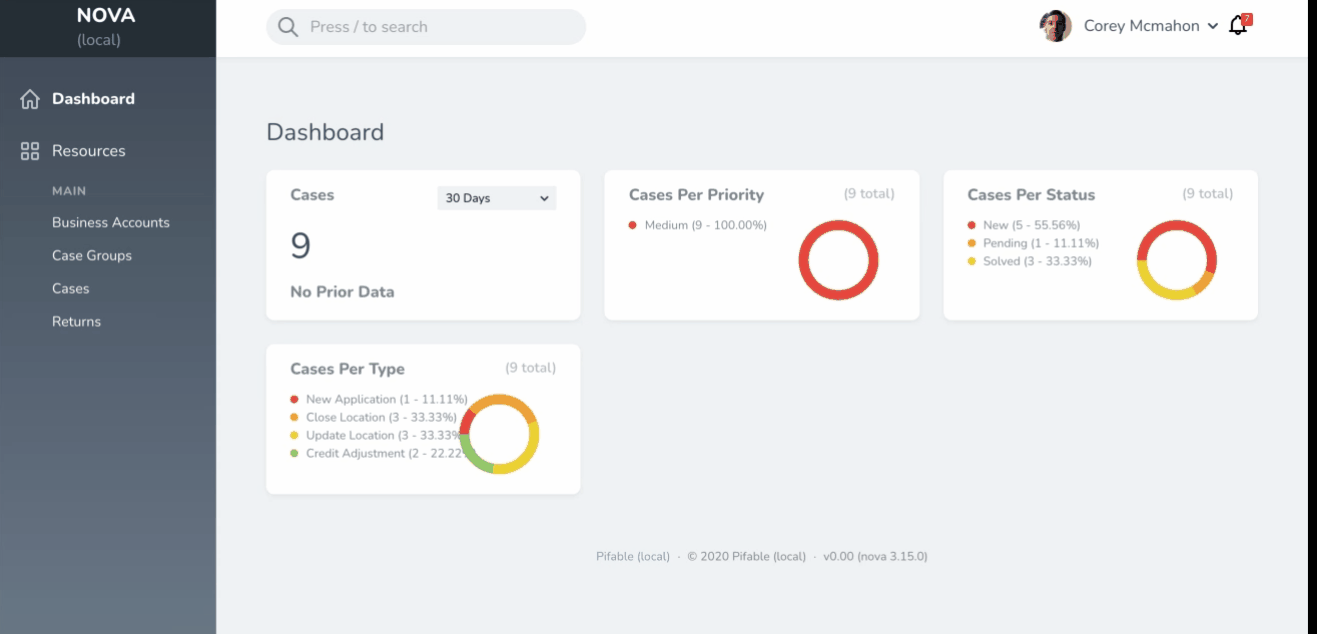 NOVA
(local)
Press / to search
Corey Mcmahon
7
Dashboard
Resources
MAIN
Business Accounts
Case Groups
Cases
Returns
Dashboard
Cases
30 Days
9
No Prior Data
Cases Per Priority (9 total)
Medium (9 - 100.00%)
Cases Per Status (9 total)
New (5 - 55.56%)
Pending (1 - 11.11%)
Solved (3 - 33.33%)
Cases Per Type (9 total)
New Application (1 - 11.11%)
Close Location (3 - 33.33%)
Update Location (3 - 33.33%
Credit Adjustment (2 - 22.22
Pifable (local) · © 2020 Pifable (local) · v0.00 (nova 3.15.0)